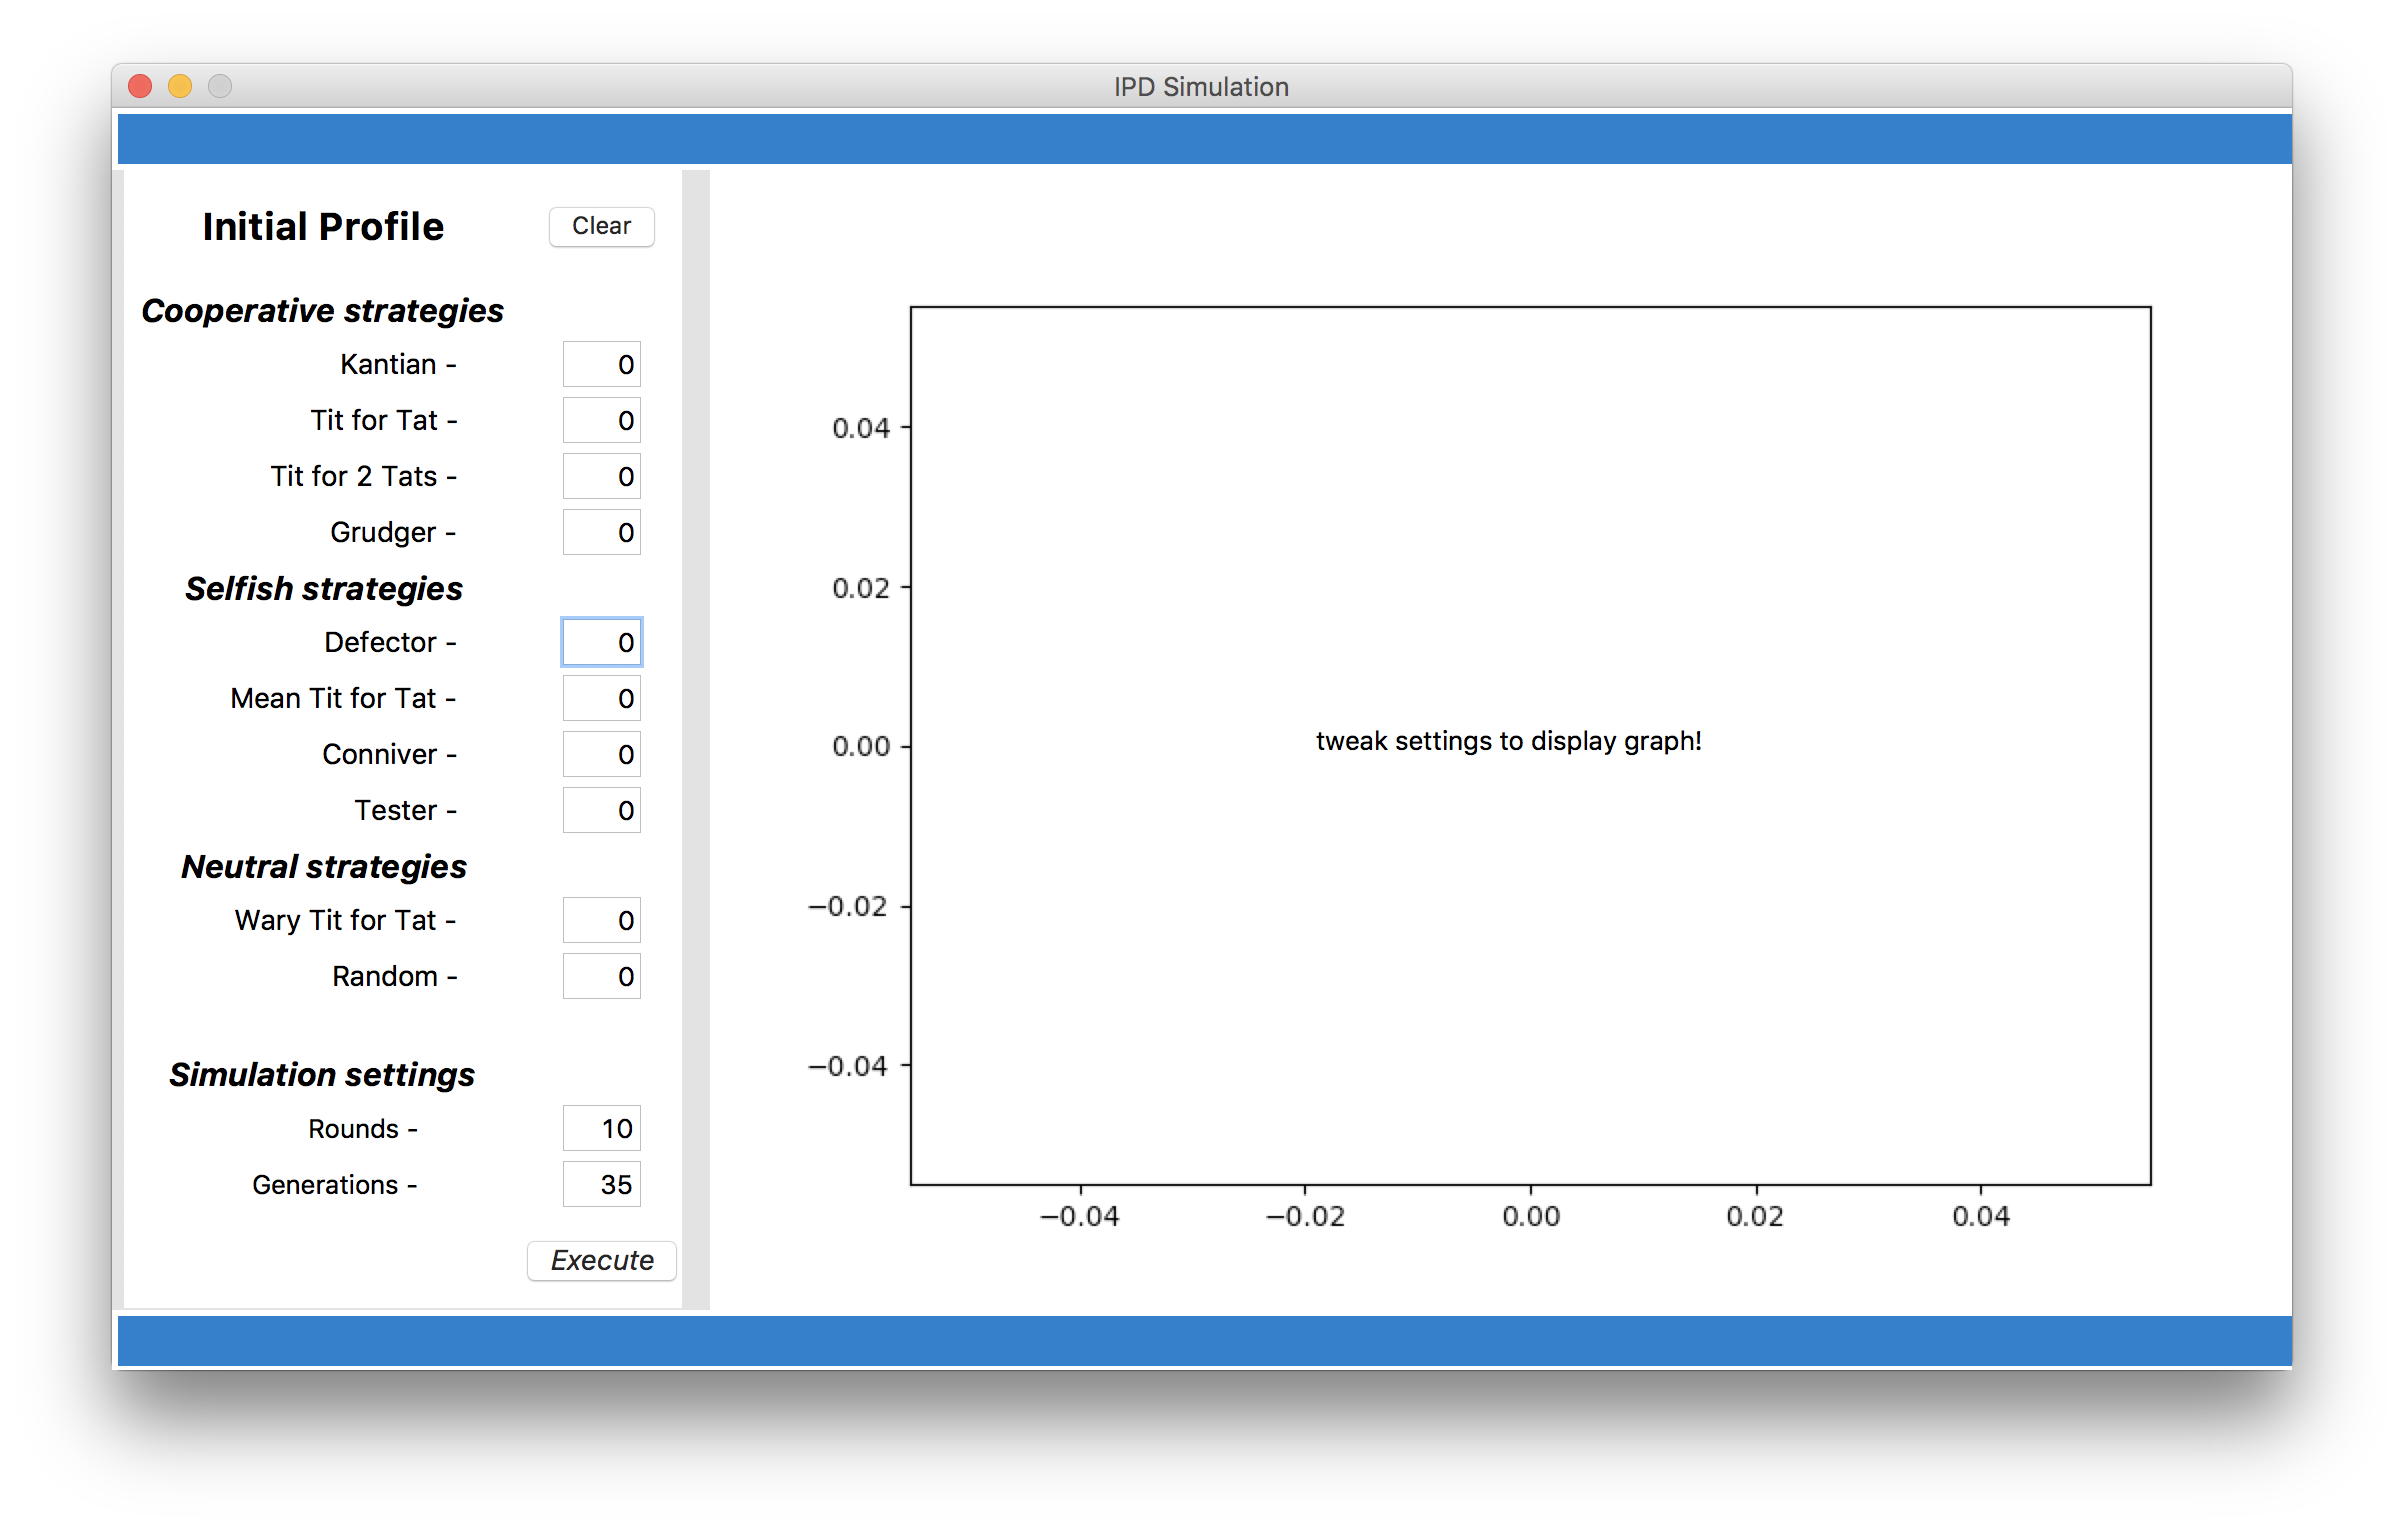 IPD Simulation
Initial Profile Clear
Cooperative strategies
Kantian - 0
Tit for Tat - 0
Tit for 2 Tats - 0
Grudger - 0
Selfish strategies
Defector - 0
Mean Tit for Tat - 0
Conniver - 0
Tester - 0
Neutral strategies
Wary Tit for Tat - 0
Random - 0
Simulation settings
Rounds - 10
Generations - 35
Execute
0.04
0.02
0.00
−0.02
−0.04
tweak settings to display graph!
−0.04 −0.02 0.00 0.02 0.04